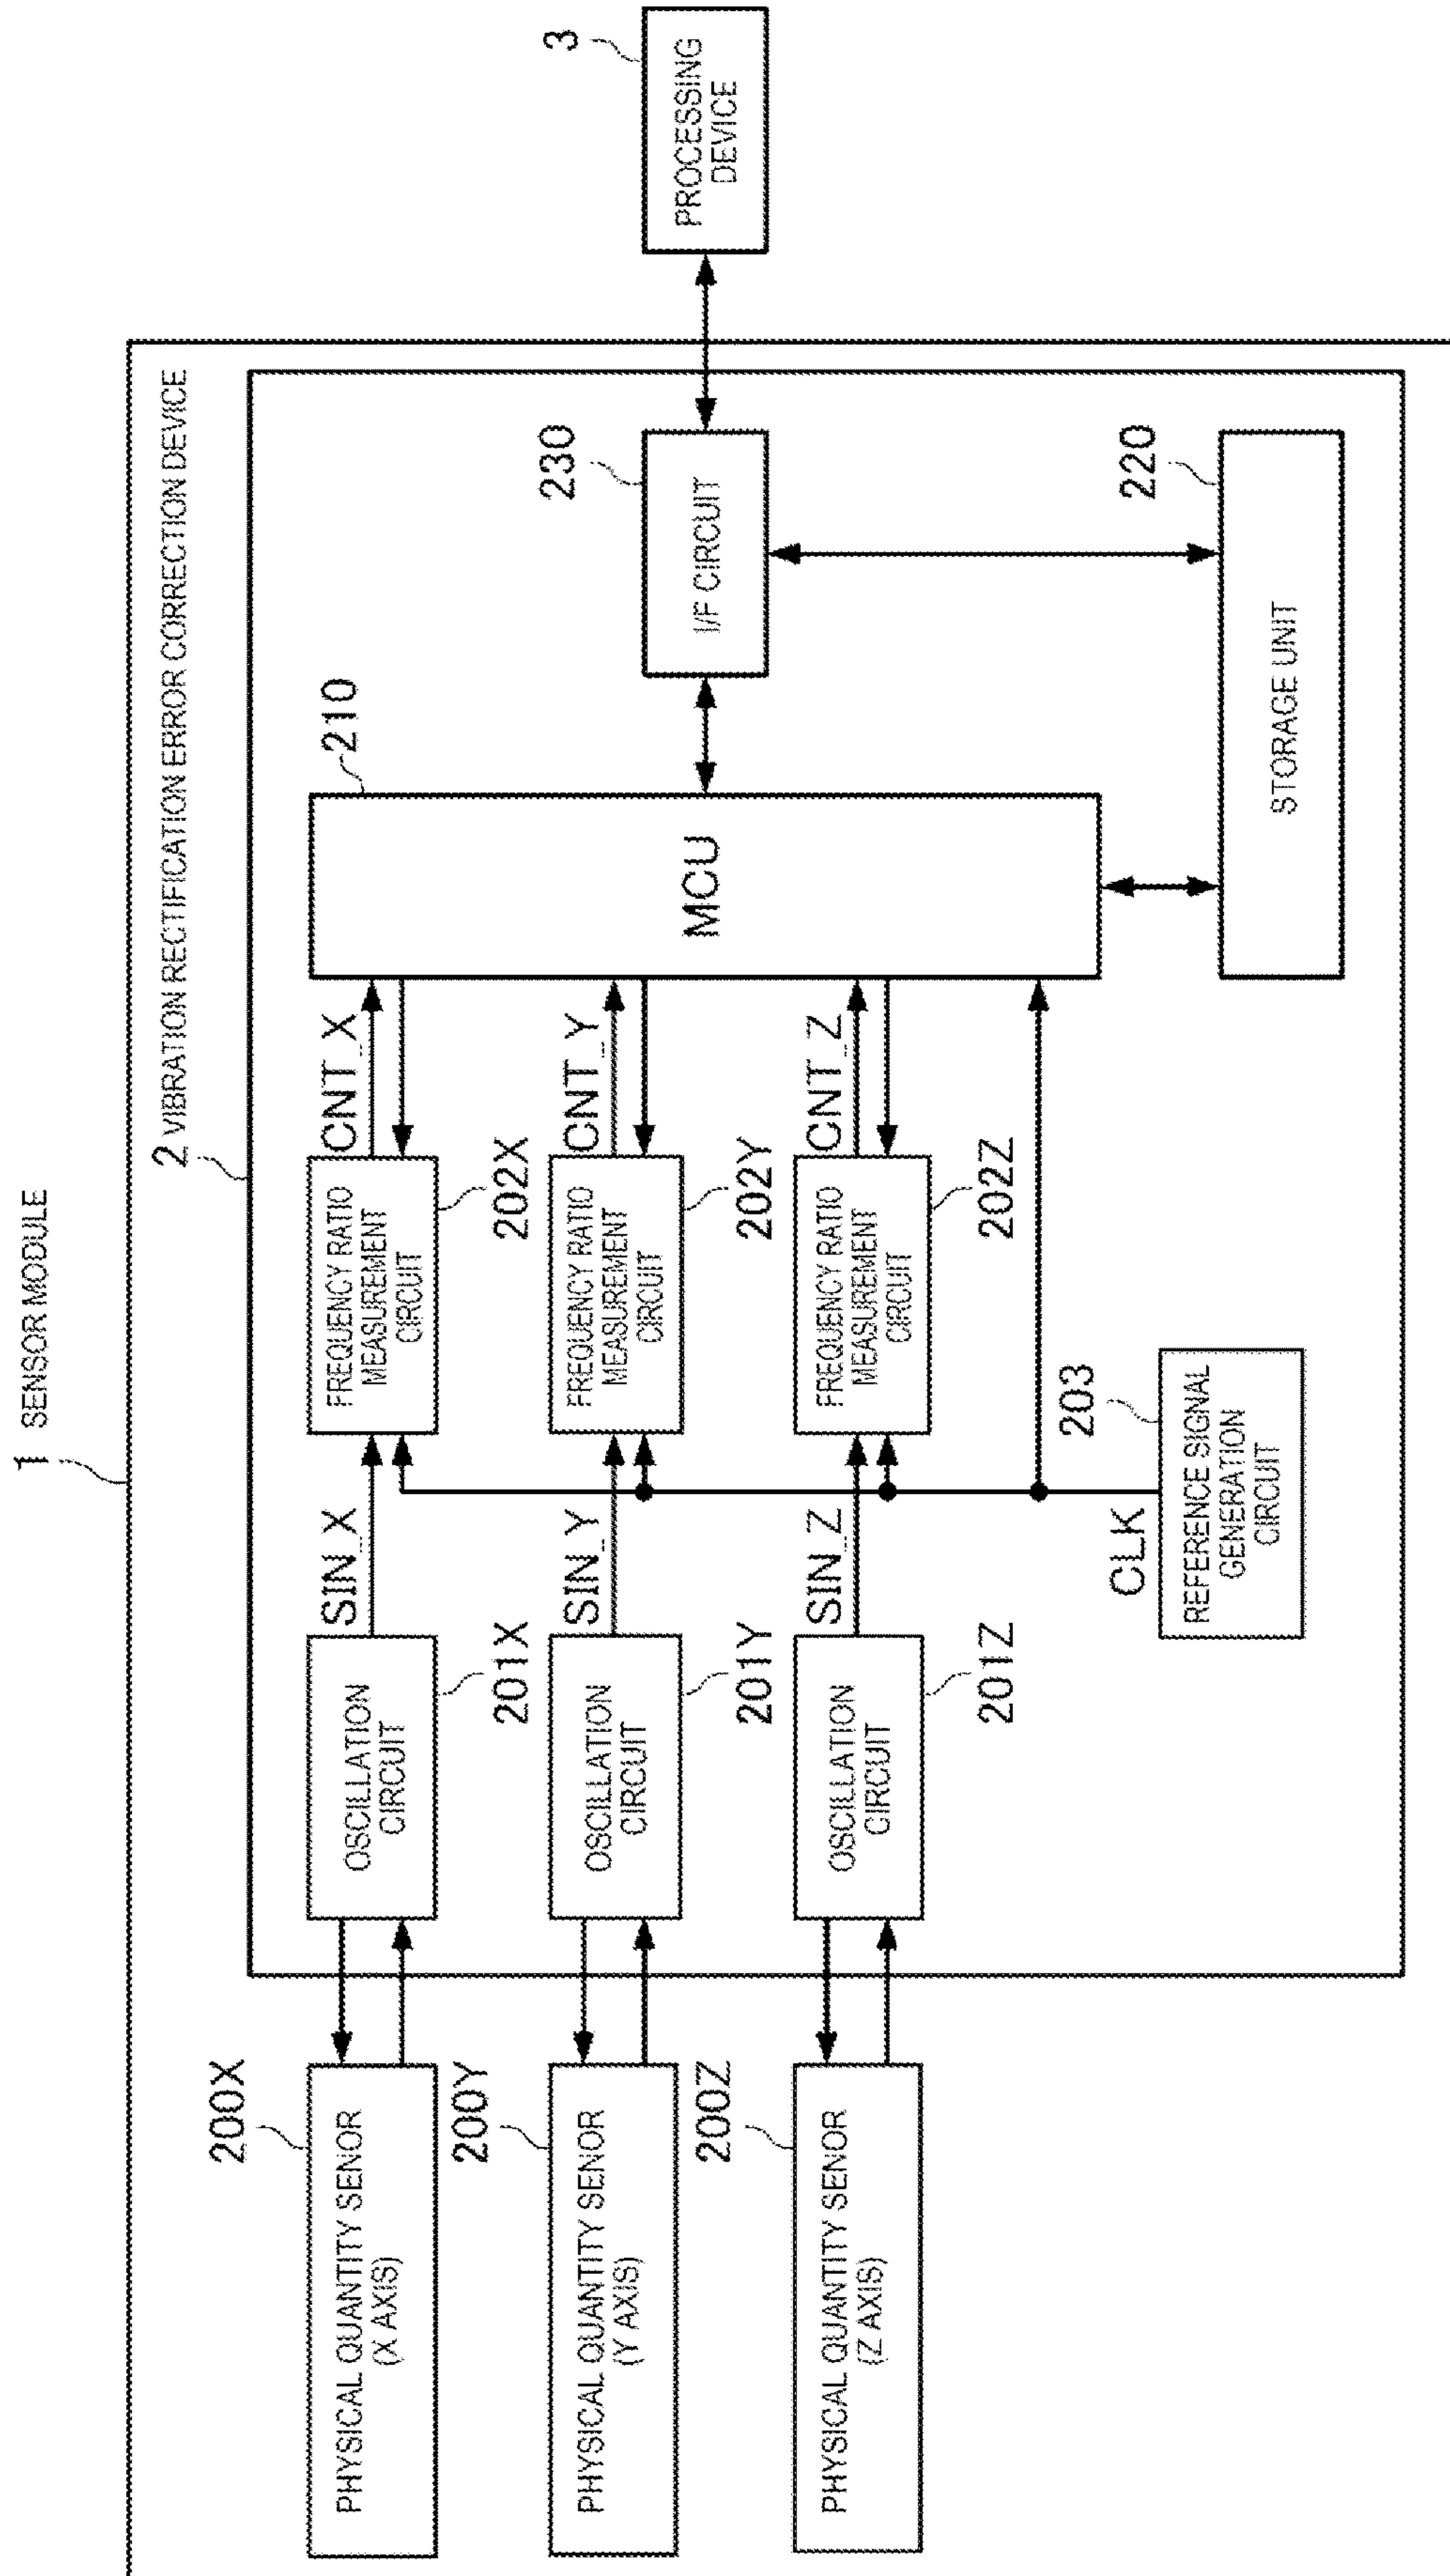 1 SENSOR MODULE
2 VIBRATION RECTIFICATION ERROR CORRECTION DEVICE
200X
PHYSICAL QUANTITY SENOR
(X AXIS)
OSCILLATION
CIRCUIT
201X
SIN_X
FREQUENCY RATIO
MEASUREMENT
CIRCUIT
202X
CNT_X
200Y
PHYSICAL QUANTITY SENOR
(Y AXIS)
OSCILLATION
CIRCUIT
201Y
SIN_Y
FREQUENCY RATIO
MEASUREMENT
CIRCUIT
202Y
CNT_Y
200Z
PHYSICAL QUANTITY SENOR
(Z AXIS)
OSCILLATION
CIRCUIT
201Z
SIN_Z
FREQUENCY RATIO
MEASUREMENT
CIRCUIT
202Z
CNT_Z
CLK
203
REFERENCE SIGNAL
GENERATION
CIRCUIT
210
MCU
230
I/F CIRCUIT
220
STORAGE UNIT
3
PROCESSING
DEVICE